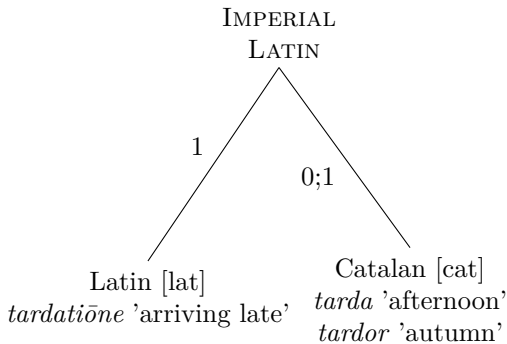 IMPERIAL
LATIN
1
0;1
Latin [lat]
tardatiōne 'arriving late'
Catalan [cat]
tarda 'afternoon'
tardor 'autumn'